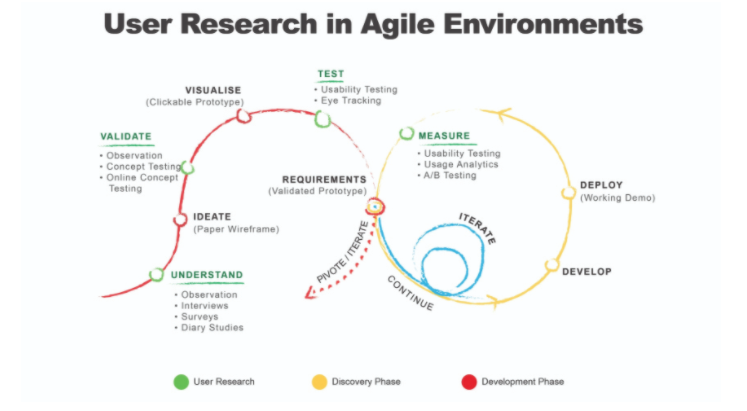 User Research in Agile Environments
TEST
• Usability Testing
• Eye Tracking
VISUALISE
(Clickable Prototype)
VALIDATE
• Observation
• Concept Testing
• Online Concept
Testing
IDEATE
(Paper Wireframe)
UNDERSTAND
• Observation
• Interviews
• Surveys
• Diary Studies
REQUIREMENTS
(Validated Prototype)
PIVOTE / ITERATE
MEASURE
• Usability Testing
• Usage Analytics
• A/B Testing
ITERATE
CONTINUE
DEPLOY
(Working Demo)
DEVELOP
User Research
Discovery Phase
Development Phase